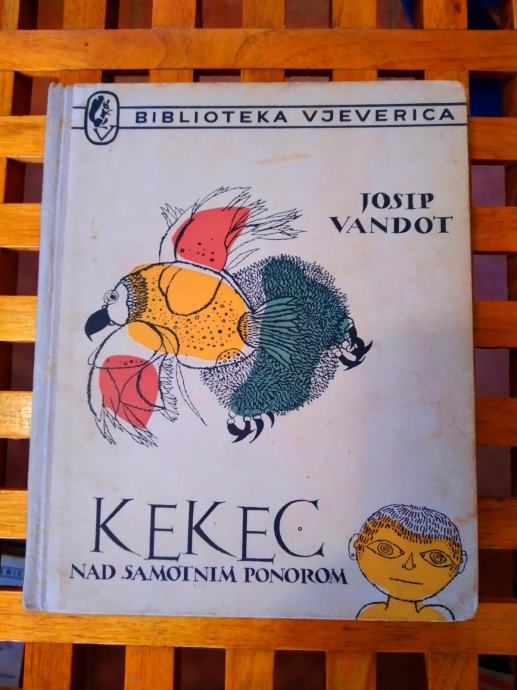 BIBLIOTEKA VJEVERICA
JOSIP
VANDOT
KEKEC
NAD SAMOTNIM PONOROM